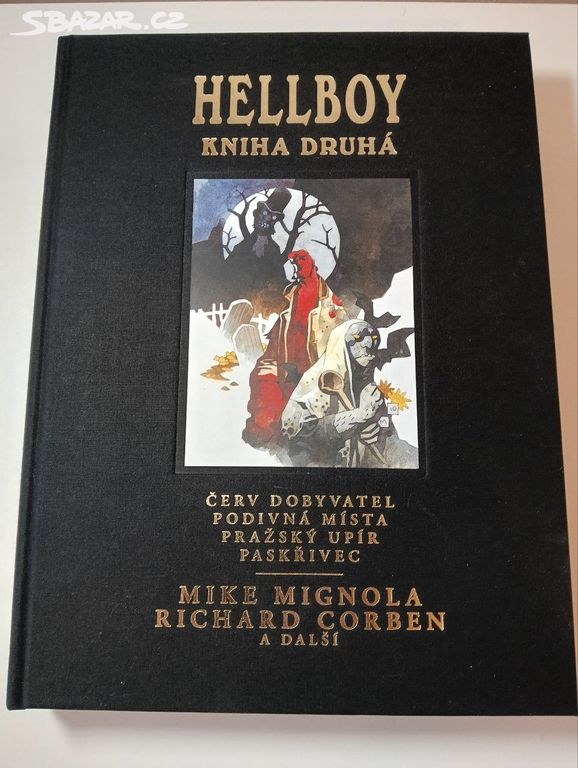 SBAZAR.CZ
HELLBOY
KNIHA DRUHÁ
ČERV DOBYVATEL
PODIVNÁ MÍSTA
PRAŽSKÝ UPÍR
PASKŘIVEC
MIKE MIGNOLA
RICHARD CORBEN
A DALŠÍ